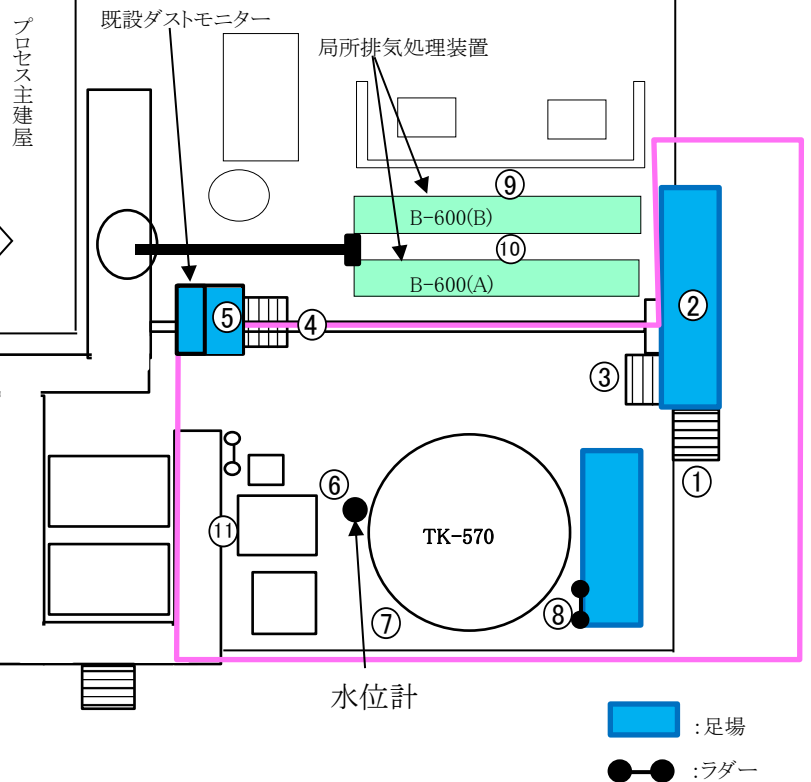 既設ダストモニター
プロセス主建屋
局所排気処理装置
⑨
B-600(B)
⑩
B-600(A)
②
⑤
④
③
①
⑥
⑪
TK-570
⑧
⑦
水位計
:足場
:ラダー